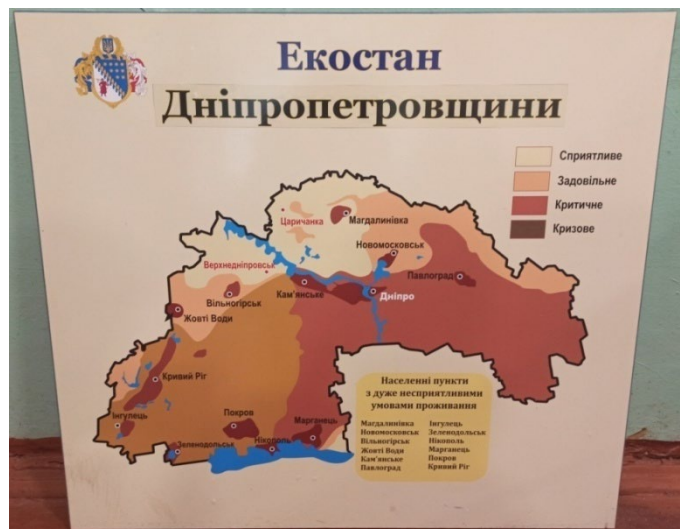 Екостан
Дніпропетровщини
Сприятливе
Задовільне
Критичне
Кризове
Царичанка
Магдалинівка
Новомосковськ
Верхнедніпровськ
Павлоград
Вільногірськ
Кам'янське
Дніпро
Жовті Води
Кривий Ріг
Інгулець
Покров
Марганець
Зеленодольськ
Нікополь
Населенні пункти
з дуже несприятливими
умовами проживання
Магдалинівка
Новомосковськ
Вільногірськ
Жовті Води
Кам'янське
Павлоград
Інгулець
Зеленодольськ
Нікополь
Марганець
Покров
Кривий Ріг